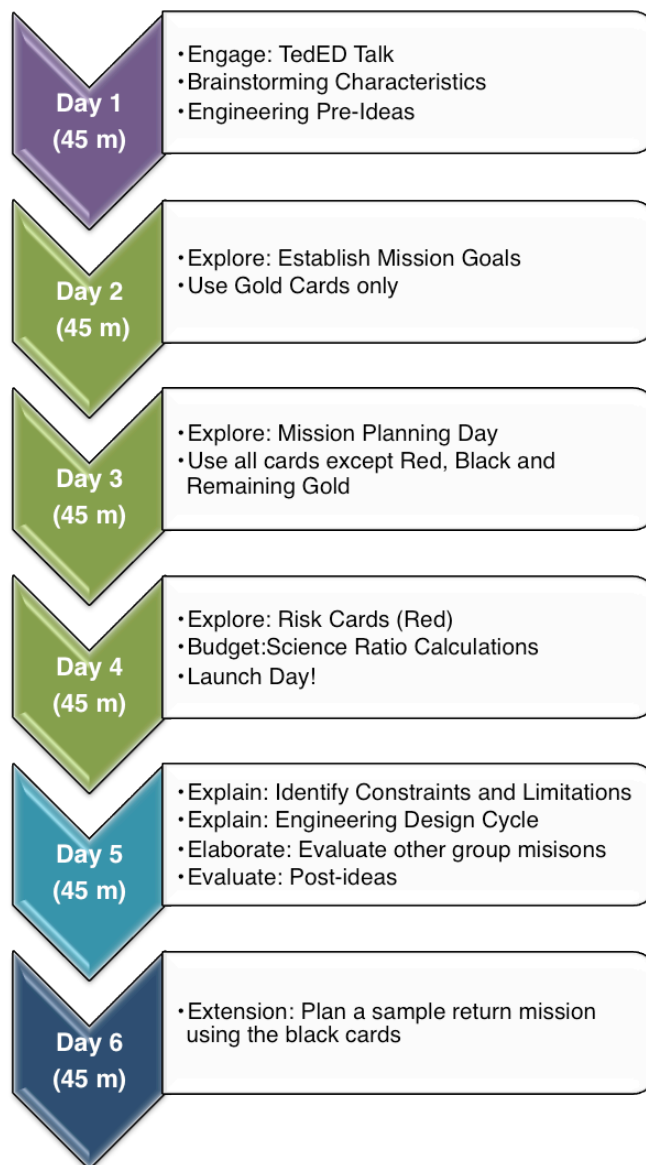 Day 1
(45 m)
• Engage: TedED Talk
• Brainstorming Characteristics
• Engineering Pre-Ideas
Day 2
(45 m)
• Explore: Establish Mission Goals
• Use Gold Cards only
Day 3
(45 m)
• Explore: Mission Planning Day
• Use all cards except Red, Black and
Remaining Gold
Day 4
(45 m)
• Explore: Risk Cards (Red)
• Budget:Science Ratio Calculations
• Launch Day!
Day 5
(45 m)
• Explain: Identify Constraints and Limitations
• Explain: Engineering Design Cycle
• Elaborate: Evaluate other group misisons
• Evaluate: Post-ideas
Day 6
(45 m)
• Extension: Plan a sample return mission
using the black cards